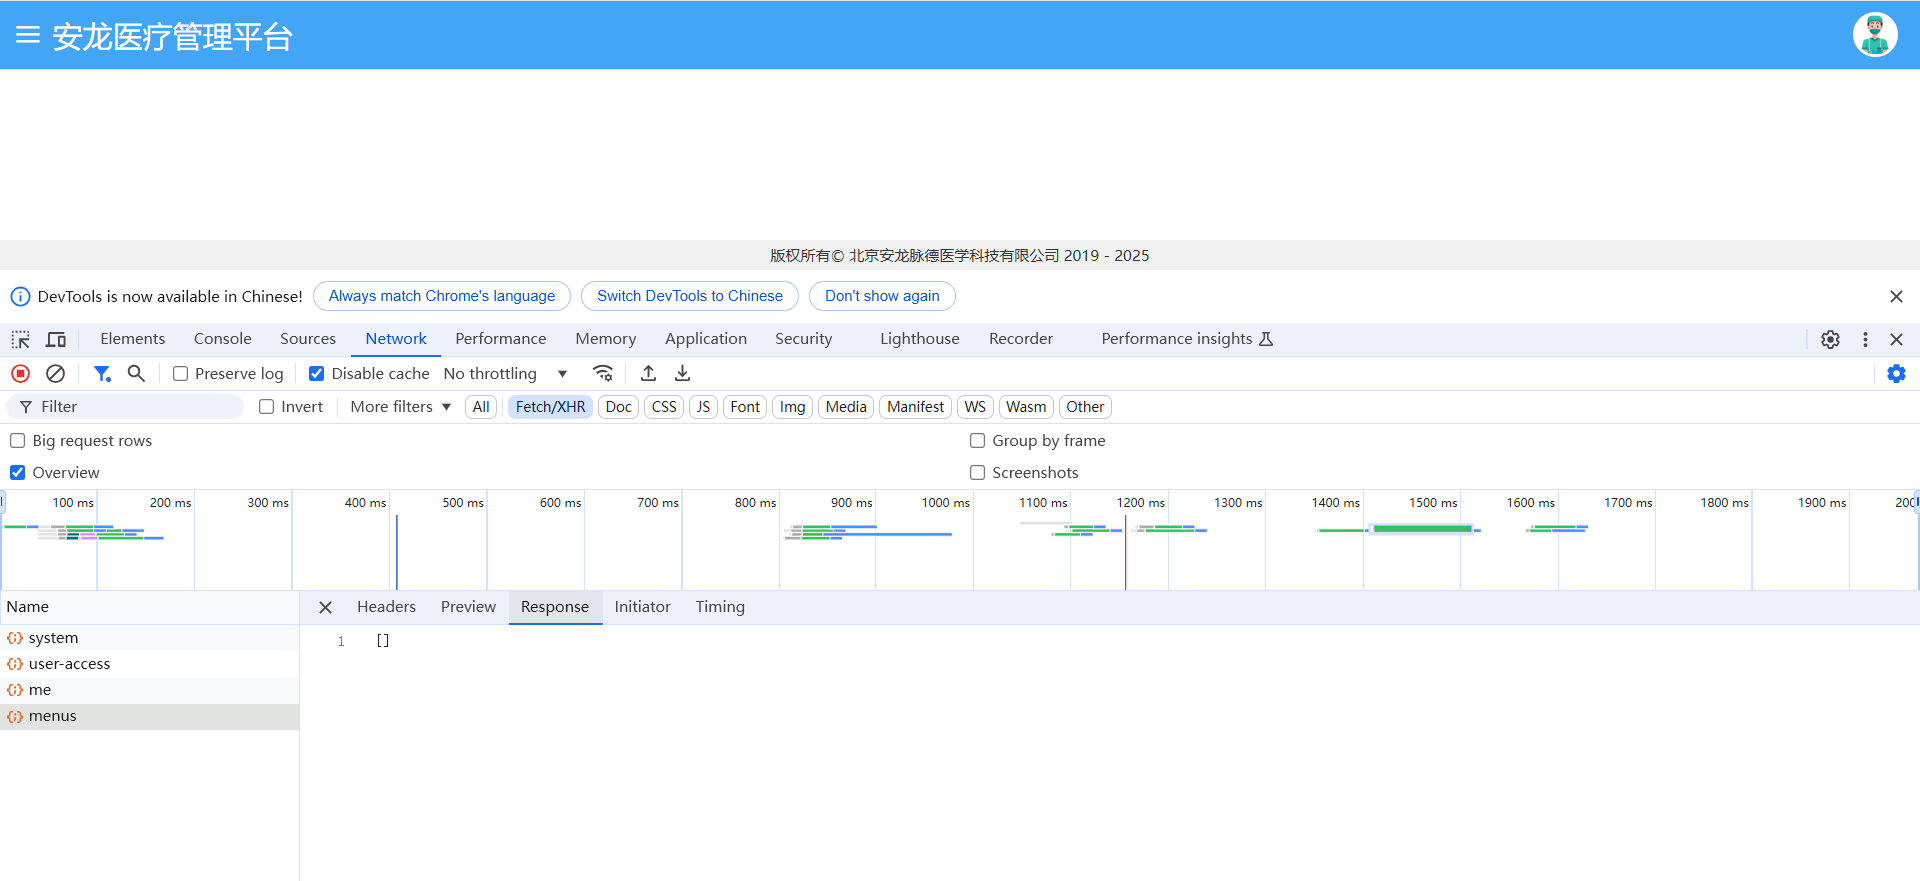 安龙医疗管理平台
版权所有© 北京安龙脉德医学科技有限公司 2019 - 2025
DevTools is now available in Chinese! Always match Chrome's language Switch DevTools to Chinese Don't show again
Elements Console Sources Network Performance Memory Application Security Lighthouse Recorder Performance insights
Preserve log Disable cache No throttling
Filter Invert More filters All Fetch/XHR Doc CSS JS Font Img Media Manifest WS Wasm Other
Big request rows Group by frame
Overview Screenshots
100 ms 200 ms 300 ms 400 ms 500 ms 600 ms 700 ms 800 ms 900 ms 1000 ms 1100 ms 1200 ms 1300 ms 1400 ms 1500 ms 1600 ms 1700 ms 1800 ms 1900 ms 200
Name Headers Preview Response Initiator Timing
system
1 []
user-access
me
menus